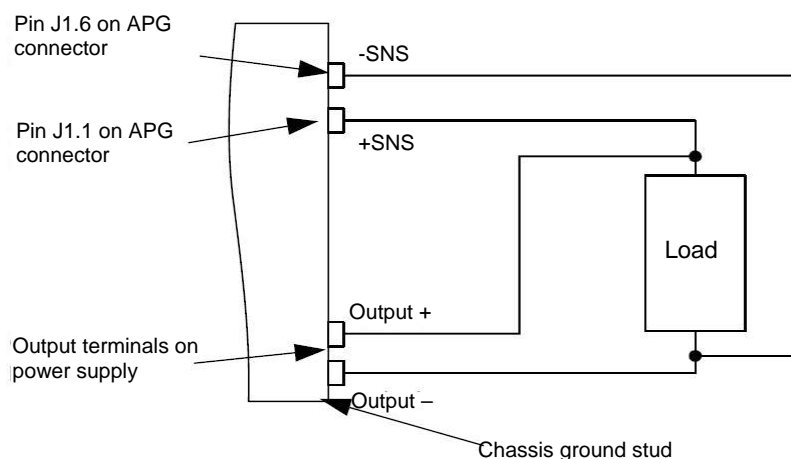 Pin J1.6 on APG
connector
-SNS
Pin J1.1 on APG
connector
+SNS
Load
Output +
Output terminals on
power supply
Output –
Chassis ground stud